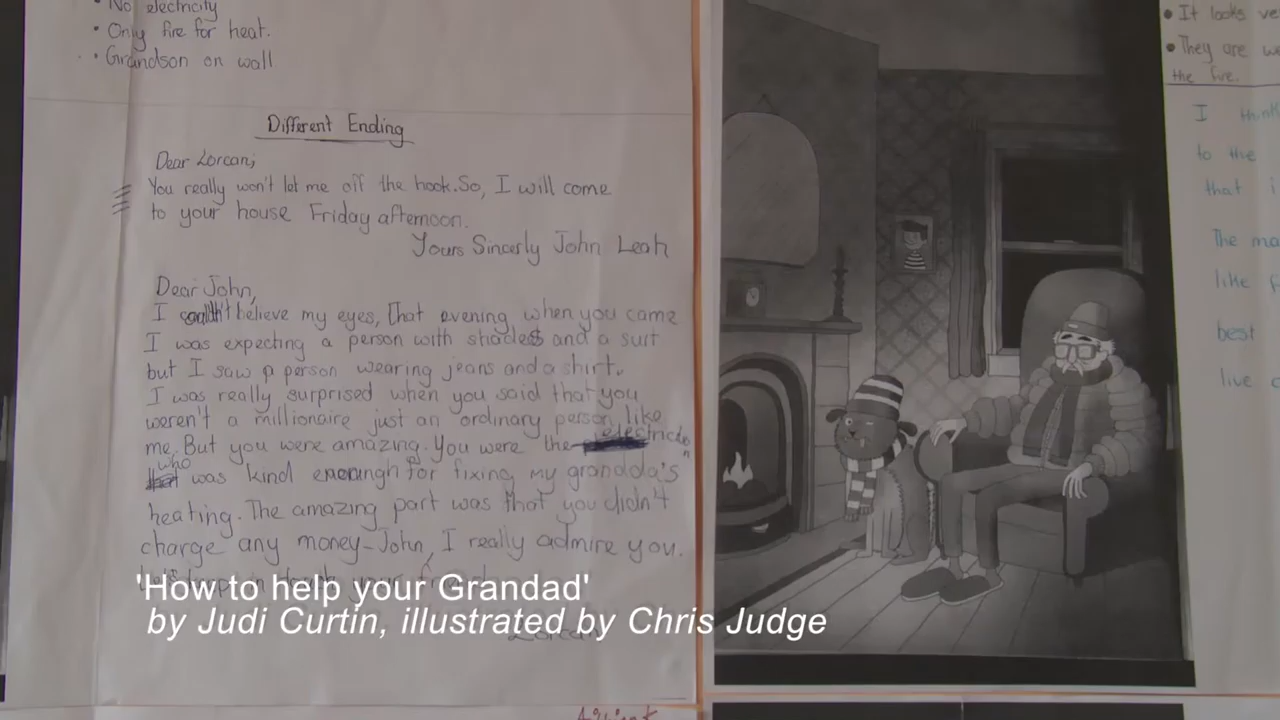 • No electricity
• Only fire for heat.
• Grandson on wall
Different Ending
Dear Lorcan;
You really won't let me off the hook. So, I will come
to your house Friday afternoon.
Yours Sincerly John Leah
Dear John,
I believe my eyes, that evening when you came
I was expecting a person with shades and a suit
but I saw a person wearing jeans and a shirt.
I was really surprised when you said that you
weren't a millionaire just an ordinary person like
me. But you were amazing. You were the electrician
who was kind enough for fixing my grandda's
heating. The amazing part was that you didn't
charge any money-John, I really admire you.
Lorcan
'How to help your Grandad'
by Judi Curtin, illustrated by Chris Judge
• It looks
• They are
the fire.
I think
to the
that
The
like
best
live